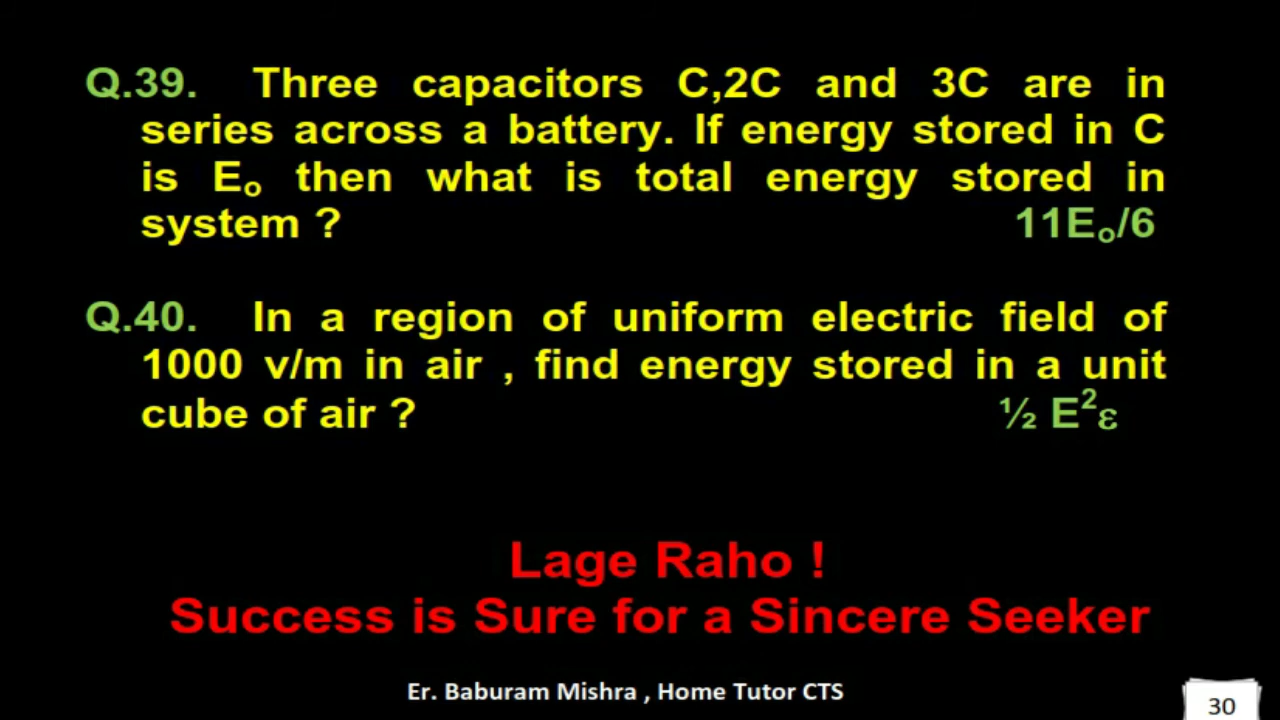 Q.39. Three capacitors C,2C and 3C are in
series across a battery. If energy stored in C
is Eₒ then what is total energy stored in
system ? 11Eₒ/6
Q.40. In a region of uniform electric field of
1000 v/m in air , find energy stored in a unit
cube of air ? ½ E²ε
Lage Raho !
Success is Sure for a Sincere Seeker
Er. Baburam Mishra , Home Tutor CTS
30